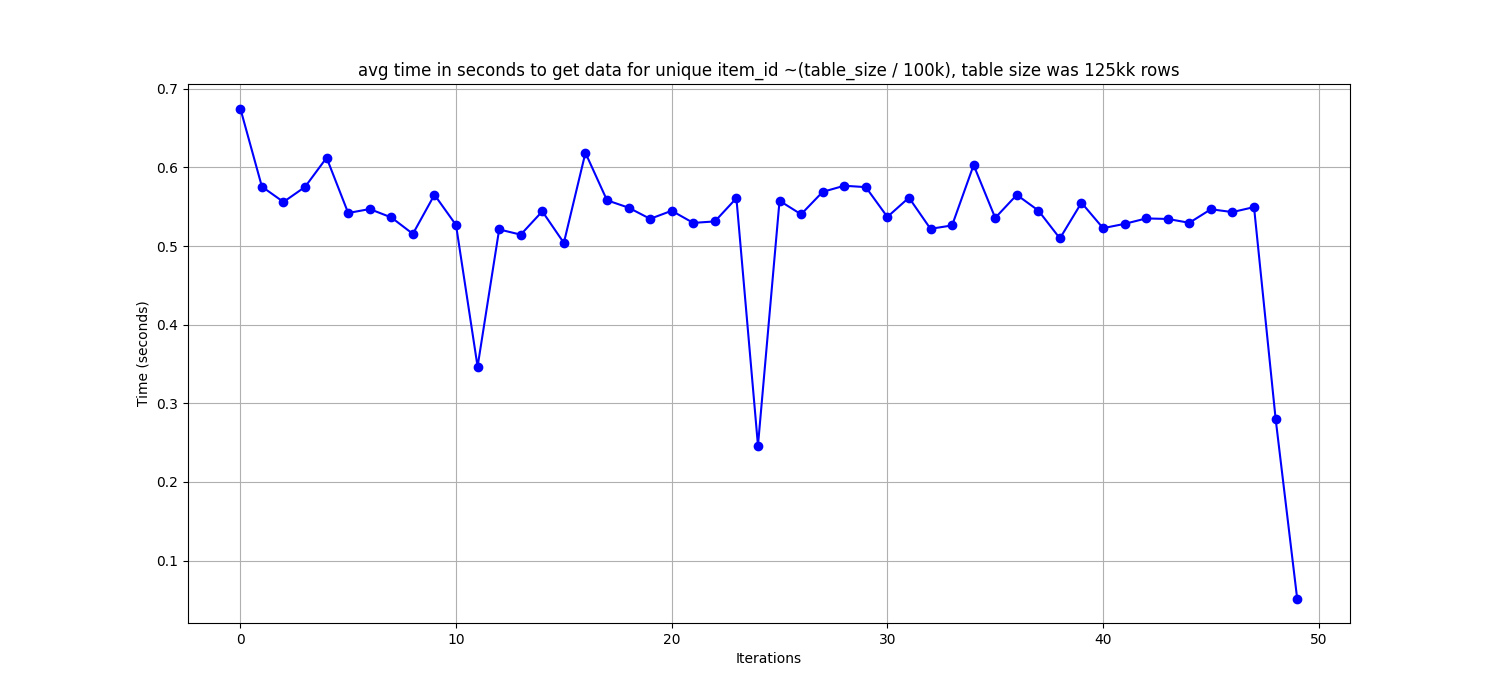 avg time in seconds to get data for unique item_id ~(table_size / 100k), table size was 125kk rows
0.7
0.6
0.5
0.4
0.3
0.2
0.1
Time (seconds)
0 10 20 30 40 50
Iterations